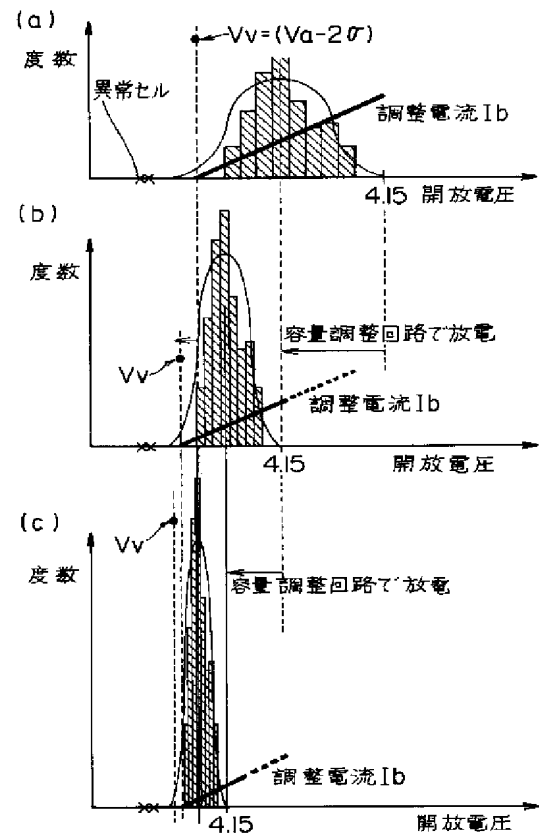 (a)
Vv=(Va-2σ)
度数
異常セル
調整電流Ib
4.15 開放電圧
(b)
度数
容量調整回路で放電
Vv
調整電流Ib
4.15
開放電圧
(c)
Vv
度数
容量調整回路で放電
調整電流Ib
4.15
開放電圧